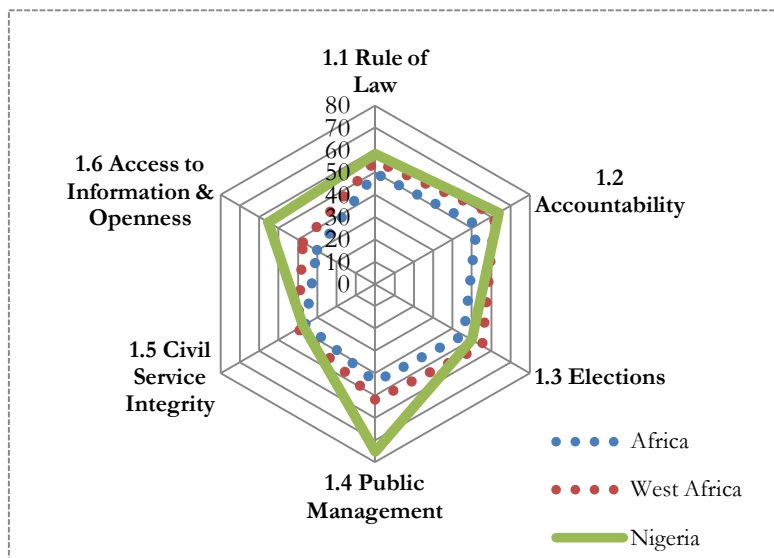 1.1 Rule of
Law
80
70
60
50
40
30
20
10
0
1.2
Accountability
1.3 Elections
1.4 Public
Management
1.5 Civil
Service
Integrity
1.6 Access to
Information &
Openness
Africa
West Africa
Nigeria